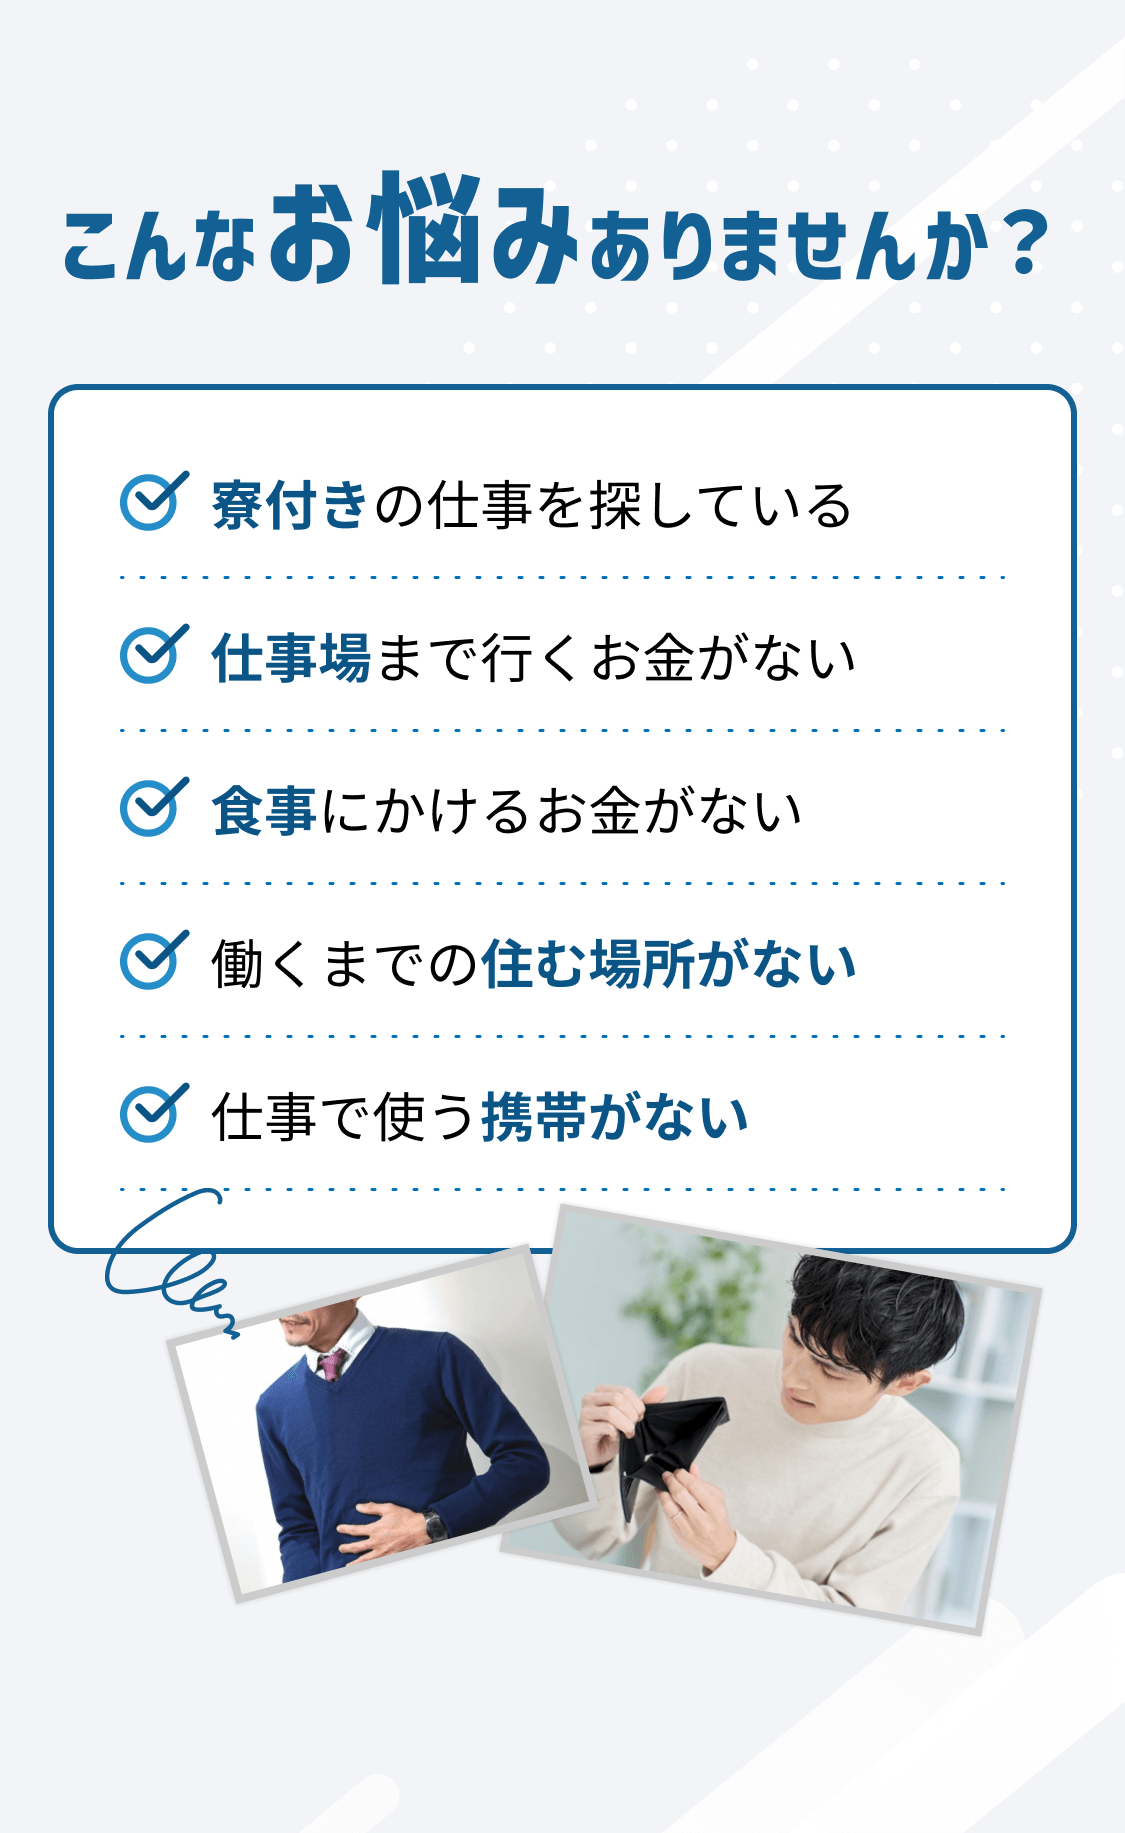 こんなお悩みありませんか？
寮付きの仕事を探している
仕事場まで行くお金がない
食事にかけるお金がない
働くまでの住む場所がない
仕事で使う携帯がない